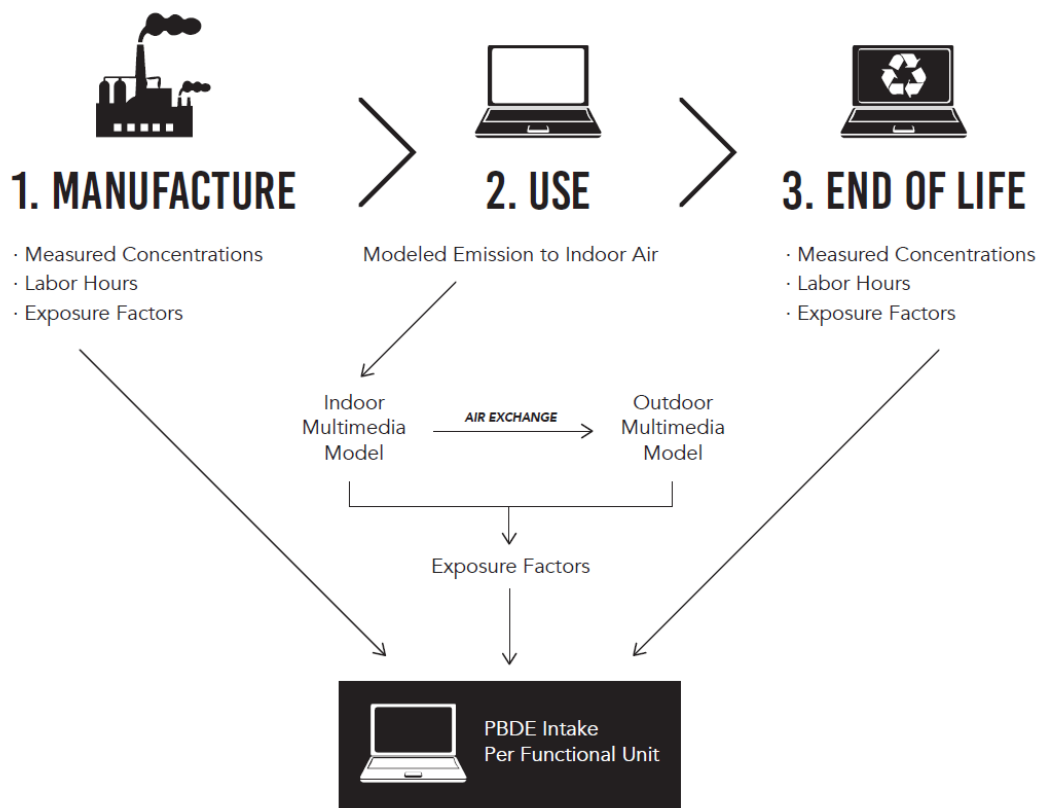 1. MANUFACTURE
· Measured Concentrations
· Labor Hours
· Exposure Factors
2. USE
Modeled Emission to Indoor Air
3. END OF LIFE
· Measured Concentrations
· Labor Hours
· Exposure Factors
Indoor
Multimedia
Model
AIR EXCHANGE
Outdoor
Multimedia
Model
Exposure Factors
PBDE Intake
Per Functional Unit